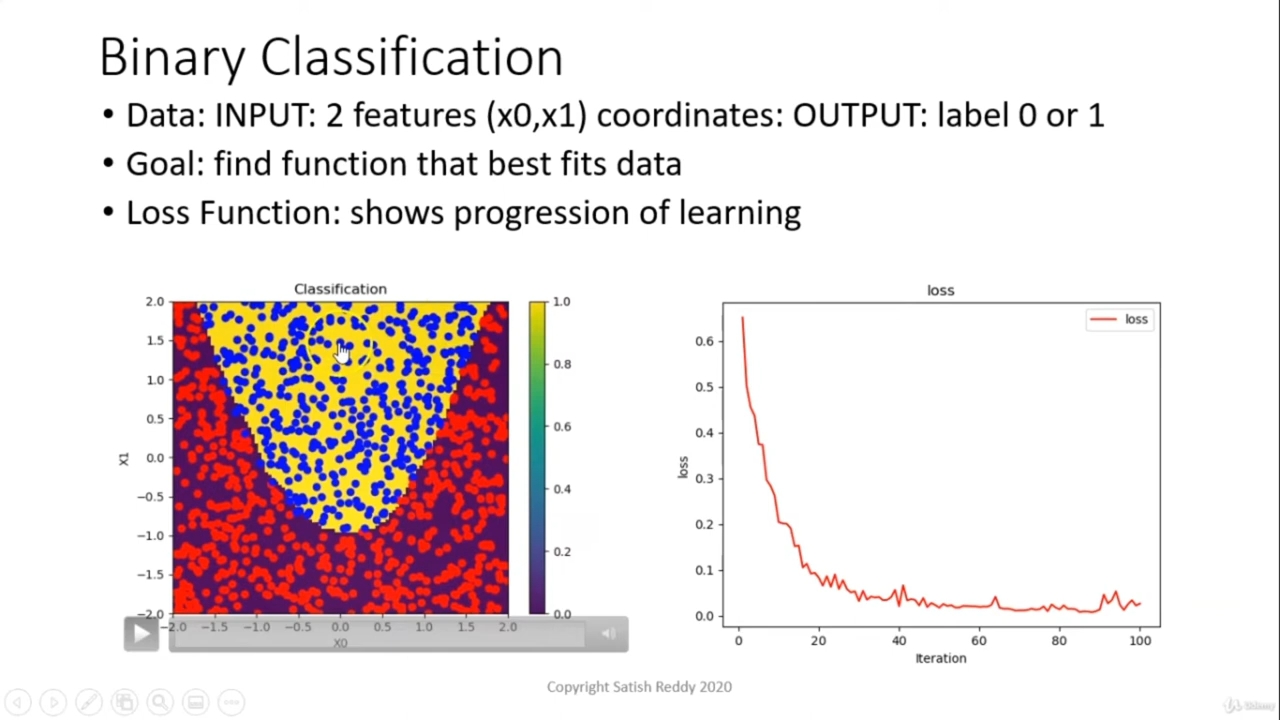 Binary Classification
• Data: INPUT: 2 features (x0,x1) coordinates: OUTPUT: label 0 or 1
• Goal: find function that best fits data
• Loss Function: shows progression of learning
Classification
2.0
1.5
1.0
0.5
0.0
−0.5
−1.0
−1.5
−2.0
X1
−2.0 −1.5 −1.0 −0.5 0.0 0.5 1.0 1.5 2.0
X0
1.0
0.8
0.6
0.4
0.2
0.0
loss
loss
0.6
0.5
0.4
0.3
0.2
0.1
0.0
loss
0 20 40 60 80 100
Iteration
Copyright Satish Reddy 2020
Udemy